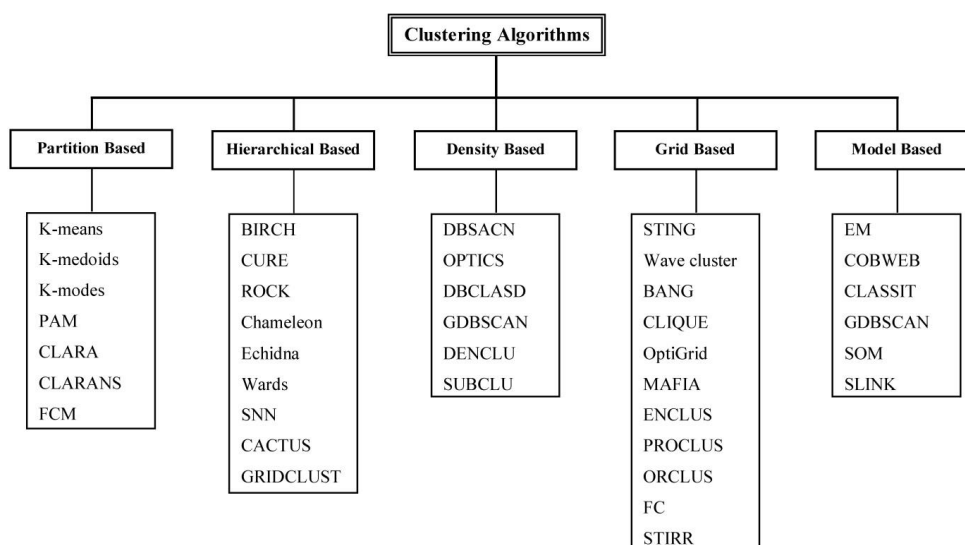 Clustering Algorithms
Partition Based
Hierarchical Based
Density Based
Grid Based
Model Based
K-means
K-medoids
K-modes
PAM
CLARA
CLARANS
FCM
BIRCH
CURE
ROCK
Chameleon
Echidna
Wards
SNN
CACTUS
GRIDCLUST
DBSACN
OPTICS
DBCLASD
GDBSCAN
DENCLU
SUBCLU
STING
Wave cluster
BANG
CLIQUE
OptiGrid
MAFIA
ENCLUS
PROCLUS
ORCLUS
FC
STIRR
EM
COBWEB
CLASSIT
GDBSCAN
SOM
SLINK